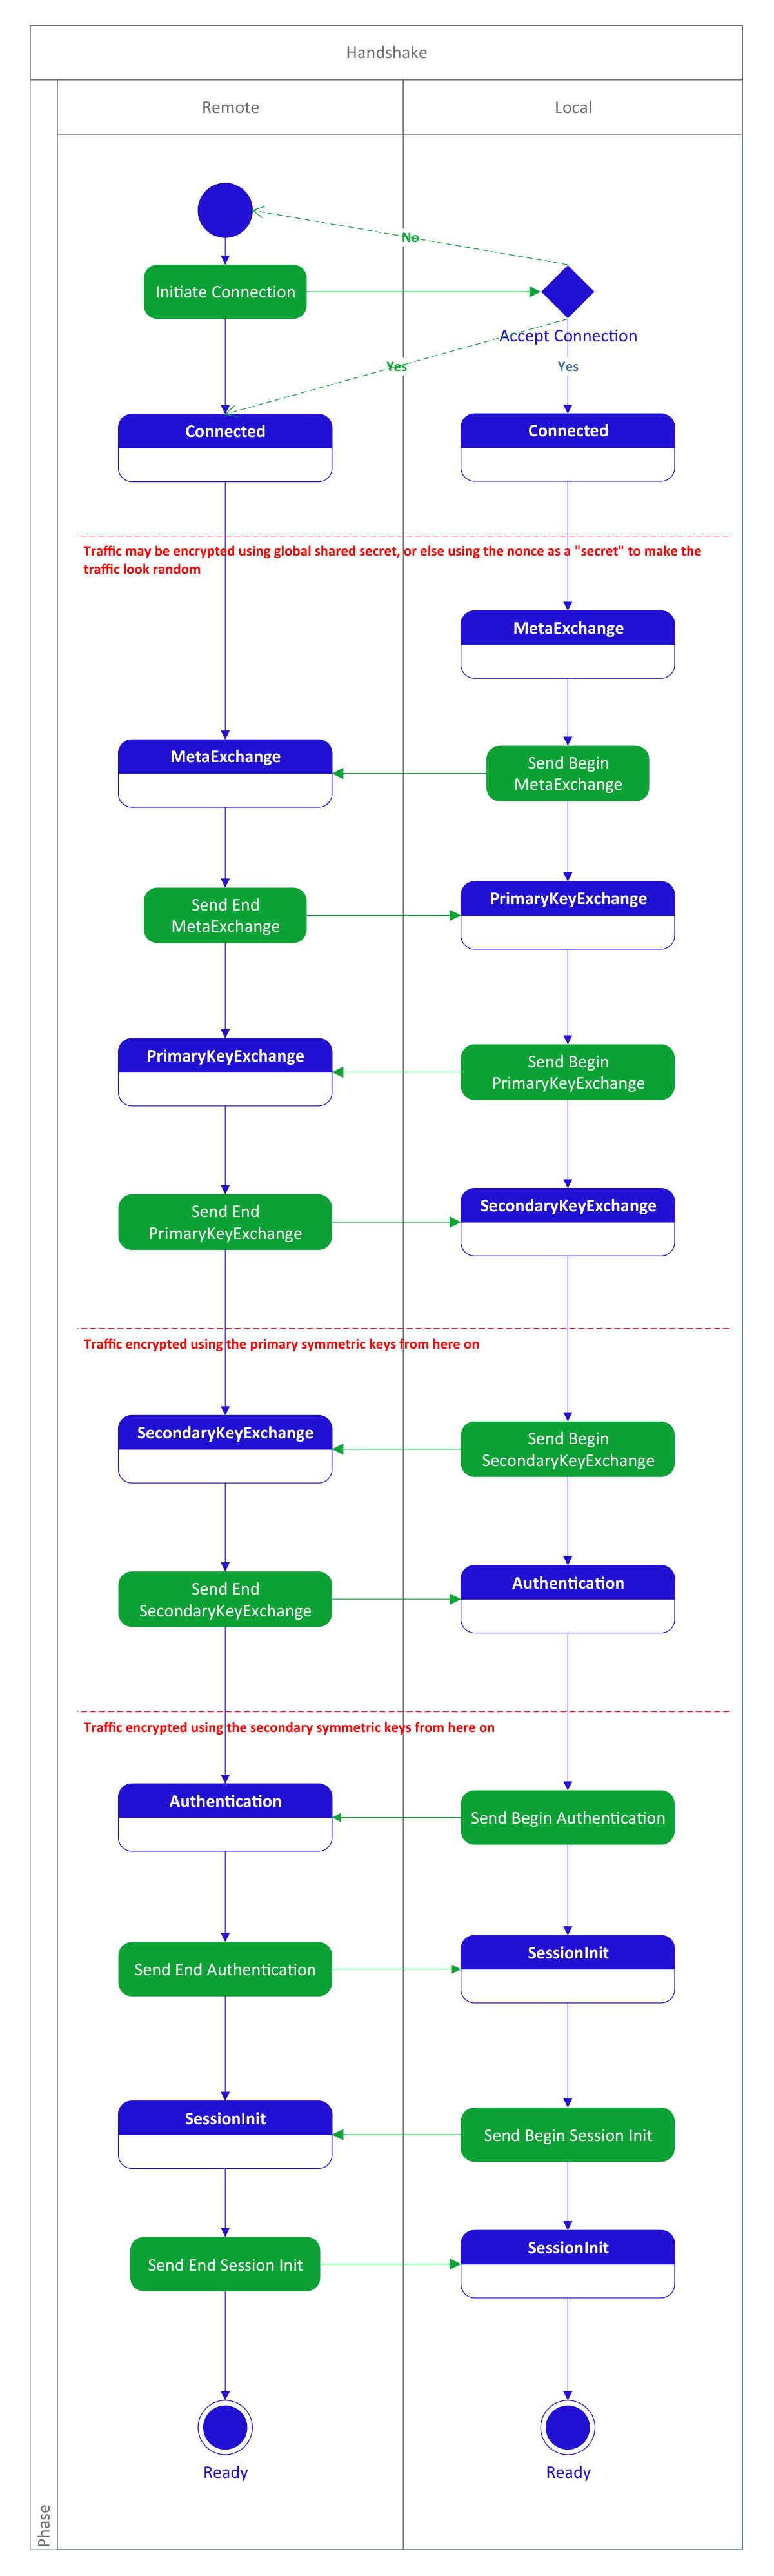 Handshake
Remote
Local
No
Initiate Connection
Accept Connection
Yes
Yes
Connected
Connected
Traffic may be encrypted using global shared secret, or else using the nonce as a "secret" to make the
traffic look random
MetaExchange
MetaExchange
Send Begin
MetaExchange
Send End
MetaExchange
PrimaryKeyExchange
PrimaryKeyExchange
Send Begin
PrimaryKeyExchange
Send End
PrimaryKeyExchange
SecondaryKeyExchange
Traffic encrypted using the primary symmetric keys from here on
SecondaryKeyExchange
Send Begin
SecondaryKeyExchange
Send End
SecondaryKeyExchange
Authentication
Traffic encrypted using the secondary symmetric keys from here on
Authentication
Send Begin Authentication
Send End Authentication
SessionInit
SessionInit
Send Begin Session Init
Send End Session Init
SessionInit
Ready
Ready
Phase